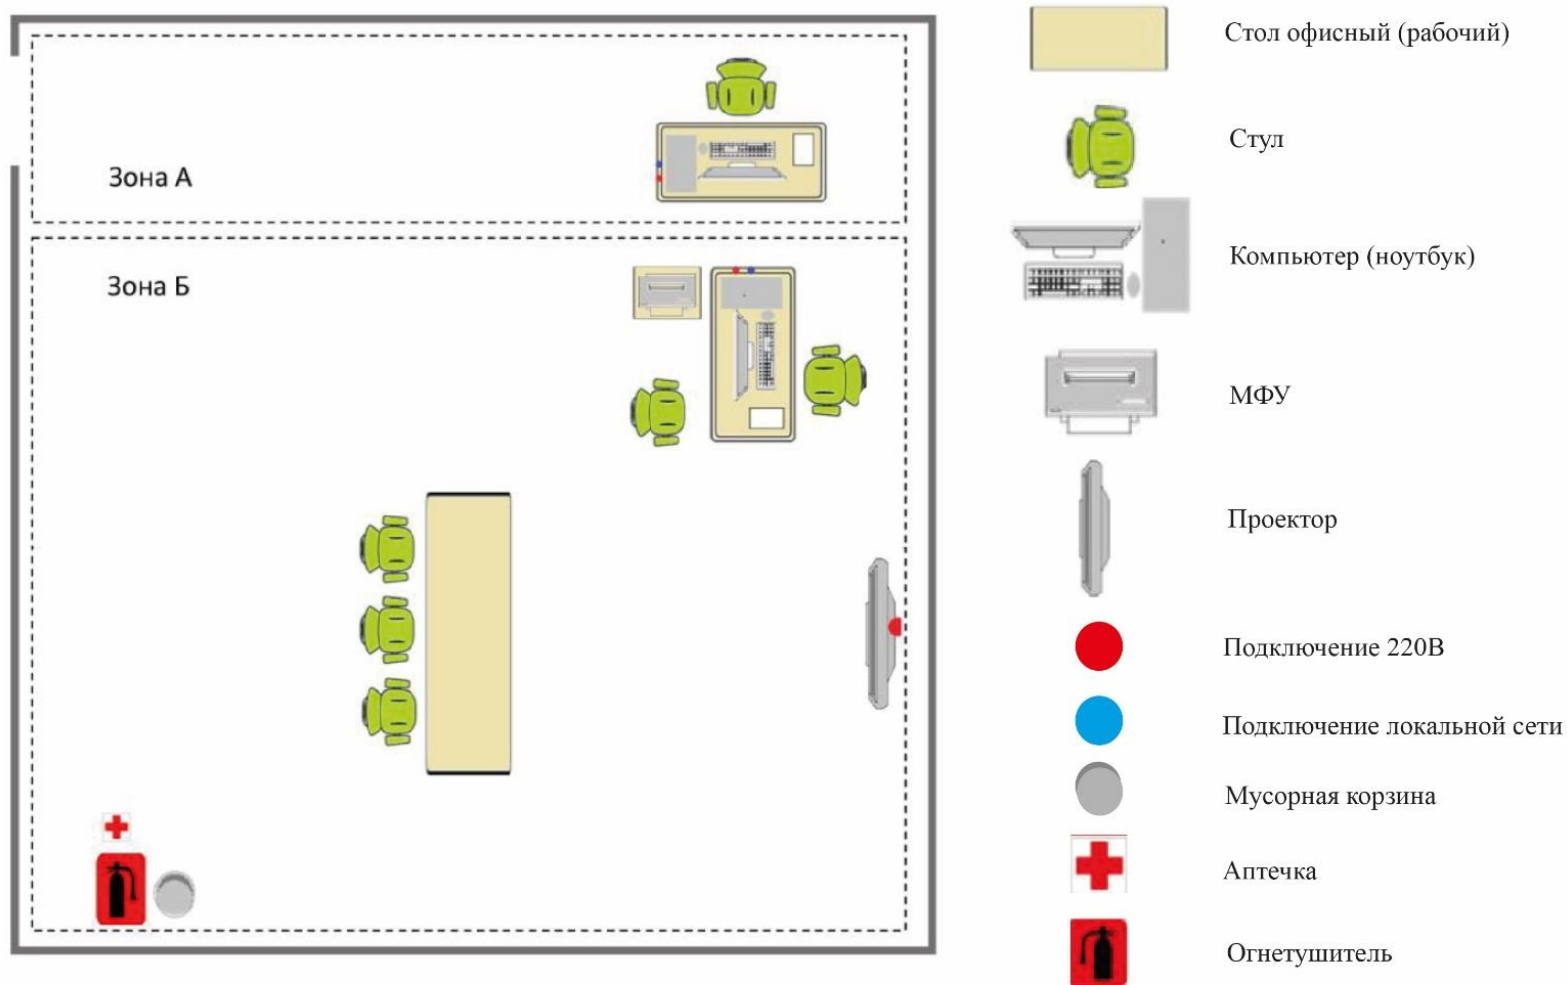 Зона А
Зона Б
Стол офисный (рабочий)
Стул
Компьютер (ноутбук)
МФУ
Проектор
Подключение 220В
Подключение локальной сети
Мусорная корзина
Аптечка
Огнетушитель